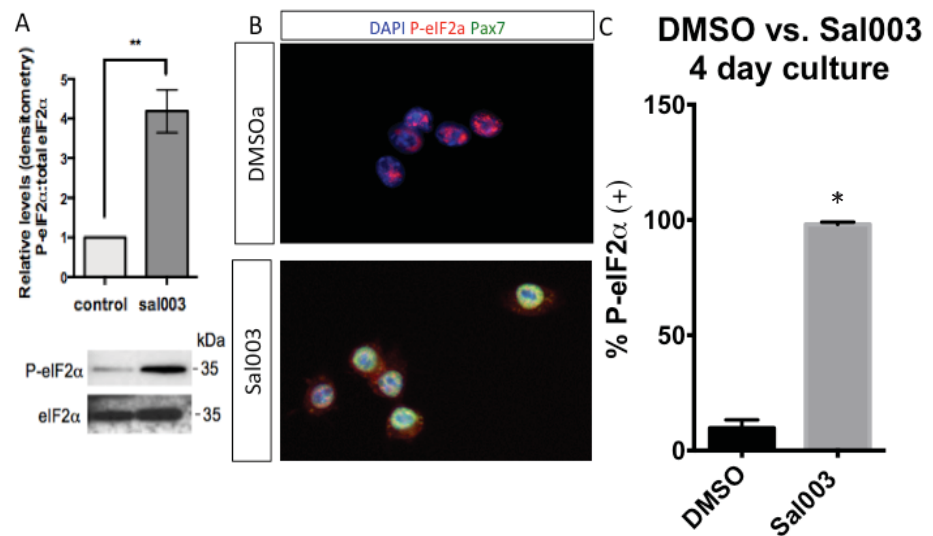 A
**
Relative levels (densitometry)
P-eIF2α:total eIF2α
5
4
3
2
1
0
control sal003
kDa
P-eIF2α -35
eIF2α -35
B
DAPI P-eIF2a Pax7
DMSOa
Sal003
C
DMSO vs. Sal003
4 day culture
% P-eIF2α (+)
150
100
50
0
*
DMSO
Sal003